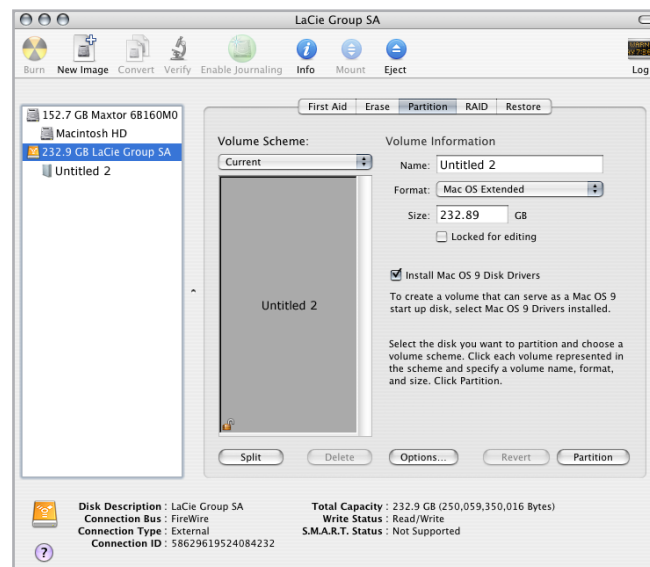 LaCie Group SA
Burn New Image Convert Verify Enable Journaling Info Mount Eject Log
First Aid Erase Partition RAID Restore
152.7 GB Maxtor 6B160M0
Macintosh HD
232.9 GB LaCie Group SA
Untitled 2
Volume Scheme:
Current
Untitled 2
Volume Information
Name: Untitled 2
Format: Mac OS Extended
Size: 232.89 GB
Locked for editing
Install Mac OS 9 Disk Drivers
To create a volume that can serve as a Mac OS 9
start up disk, select Mac OS 9 Drivers installed.
Select the disk you want to partition and choose a
volume scheme. Click each volume represented in
the scheme and specify a volume name, format,
and size. Click Partition.
Split Delete Options... Revert Partition
Disk Description : LaCie Group SA
Connection Bus : FireWire
Connection Type : External
Connection ID : 58629619524084232
Total Capacity : 232.9 GB (250,059,350,016 Bytes)
Write Status : Read/Write
S.M.A.R.T. Status : Not Supported
?